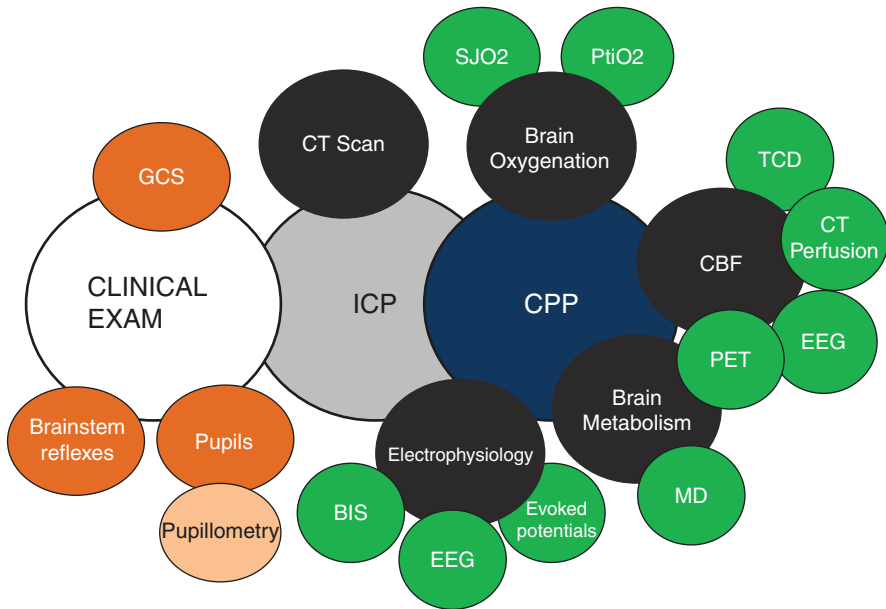 SJO2
PtiO2
CT Scan
Brain
Oxygenation
TCD
GCS
CT
Perfusion
CBF
CLINICAL
EXAM
ICP
CPP
EEG
PET
Brain
Metabolism
Brainstem
reflexes
Pupils
Electrophysiology
MD
BIS
Evoked
potentials
Pupillometry
EEG